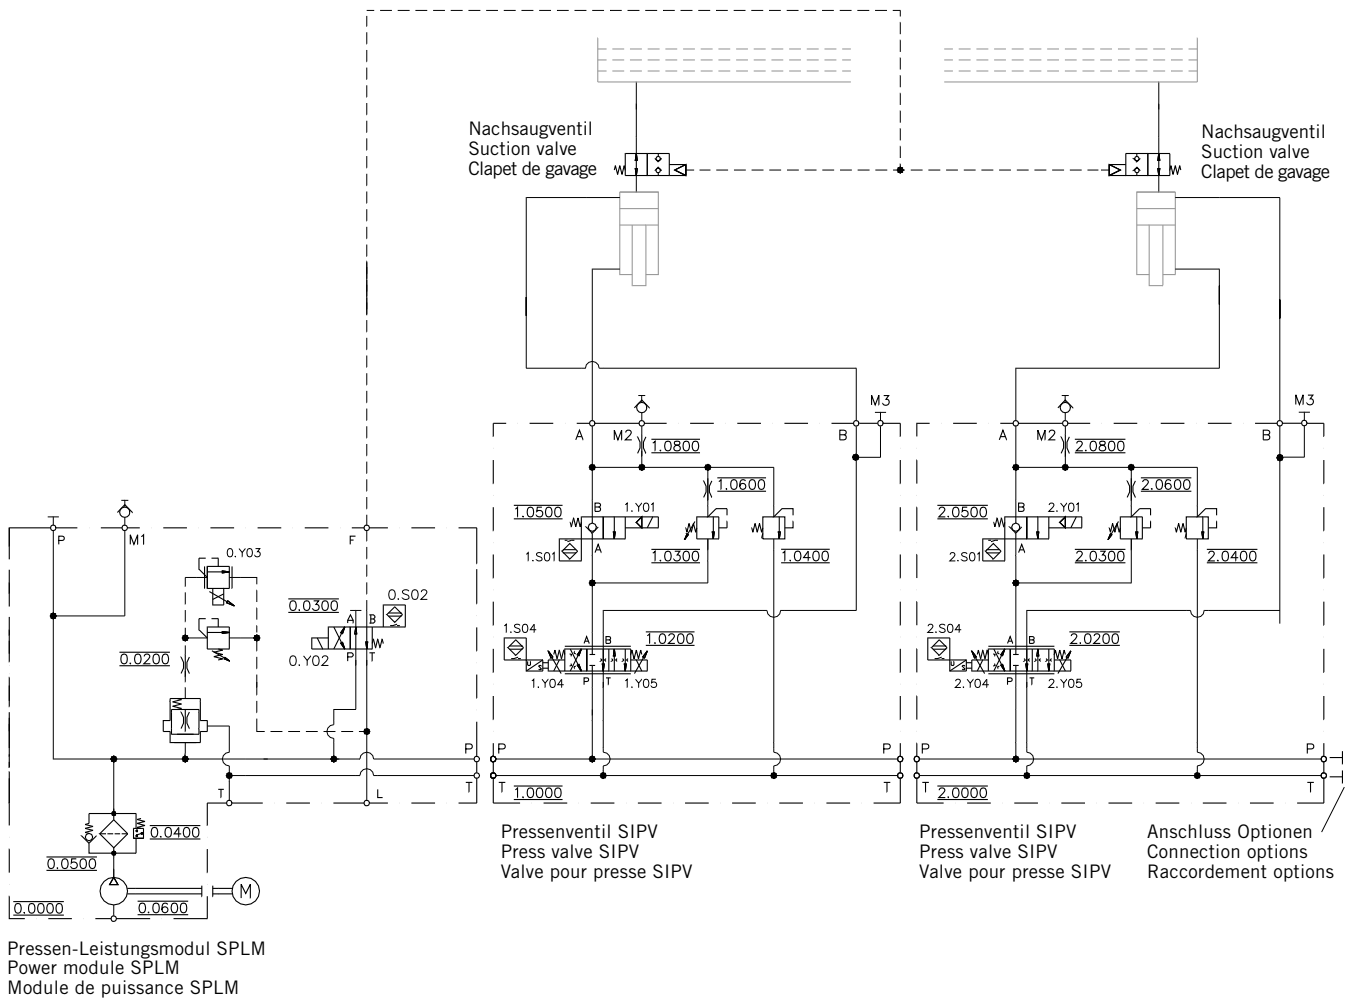 Nachsaugventil
Suction valve
Clapet de gavage
Nachsaugventil
Suction valve
Clapet de gavage
M3
M3
A
M2
1.0800
B
A
M2
2.0800
B
1.0600
2.0600
1.0500
B
1.Y01
2.0500
B
2.Y01
P
M1
F
1.S01
A
1.0300
1.0400
2.S01
A
2.0300
2.0400
0.Y03
0.0300
A
B
0.S02
0.Y02
P
T
0.0200
1.S04
A
B
1.0200
2.S04
A
B
2.0200
1.Y04
P
T
1.Y05
2.Y04
P
T
2.Y05
P
P
P
P
P
T
L
T
T
1.0000
T
T
2.0000
T
0.0400
0.0500
M
0.0000
0.0600
Pressenventil SIPV
Press valve SIPV
Valve pour presse SIPV
Pressenventil SIPV
Press valve SIPV
Valve pour presse SIPV
Anschluss Optionen
Connection options
Raccordement options
Pressen-Leistungsmodul SPLM
Power module SPLM
Module de puissance SPLM